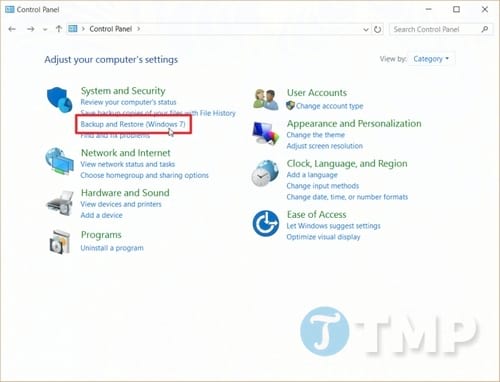 Control Panel
Control Panel
Search Control Panel
Adjust your computer's settings
View by: Category
System and Security
Review your computer's status
Save backup copies of your files with File History
Backup and Restore (Windows 7)
Find and fix problems
Network and Internet
View network status and tasks
Choose homegroup and sharing options
Hardware and Sound
View devices and printers
Add a device
Programs
Uninstall a program
User Accounts
Change account type
Appearance and Personalization
Change the theme
Adjust screen resolution
Clock, Language, and Region
Add a language
Change input methods
Change date, time, or number formats
Ease of Access
Let Windows suggest settings
Optimize visual display
TMP